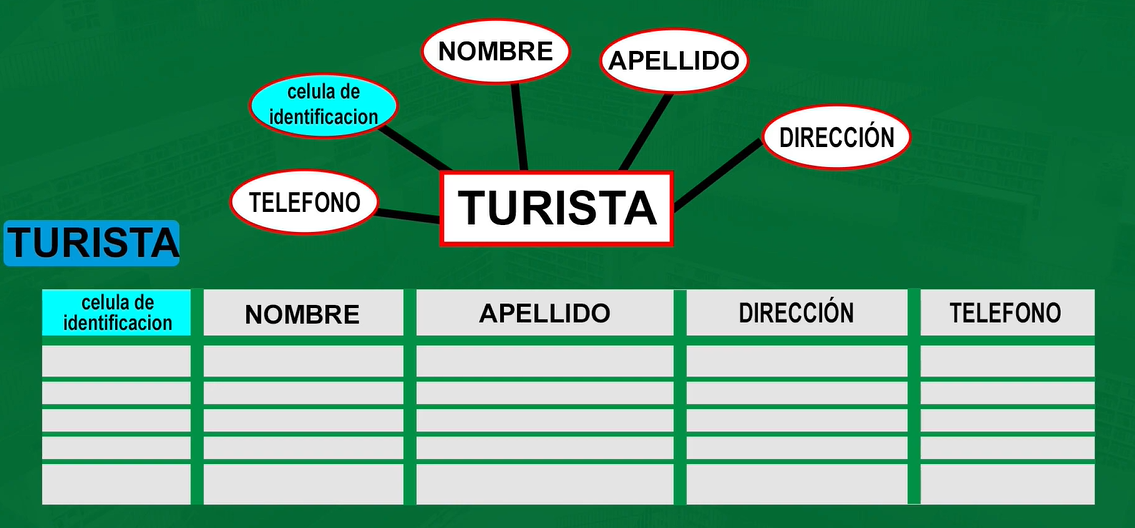 NOMBRE
APELLIDO
celula de
identificacion
DIRECCIÓN
TELEFONO
TURISTA
TURISTA
celula de
identificacion
NOMBRE
APELLIDO
DIRECCIÓN
TELEFONO